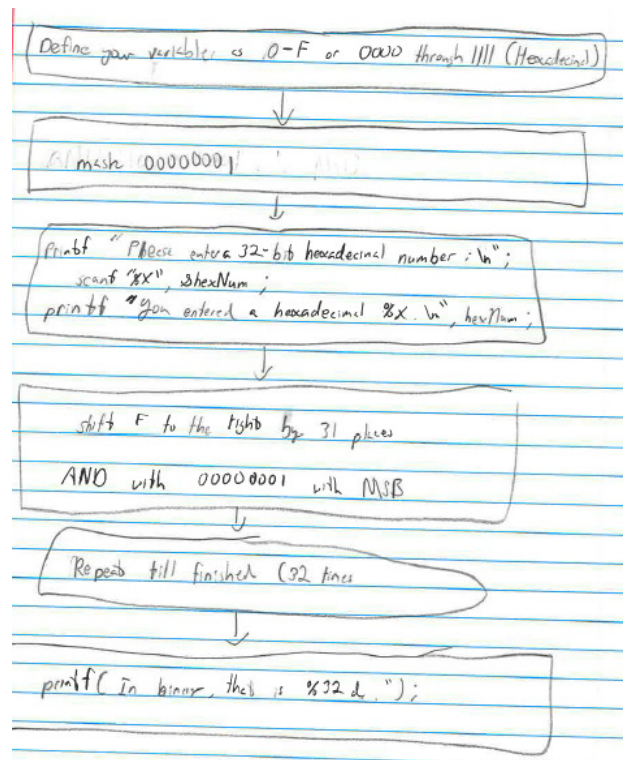 Define your variables as 0-F or 0000 through 1111 (Hexadecimal)
mask 00000001
printf " Please enter a 32-bit hexadecimal number : \n";
scanf "%X", &hexNum ;
printf "You entered a hexadecimal %X. \n", hexNum ;
shift F to the right by 31 places
AND with 00000001 with MSB
Repeat till finished (32 times
printf( In binary, that is %32d.");